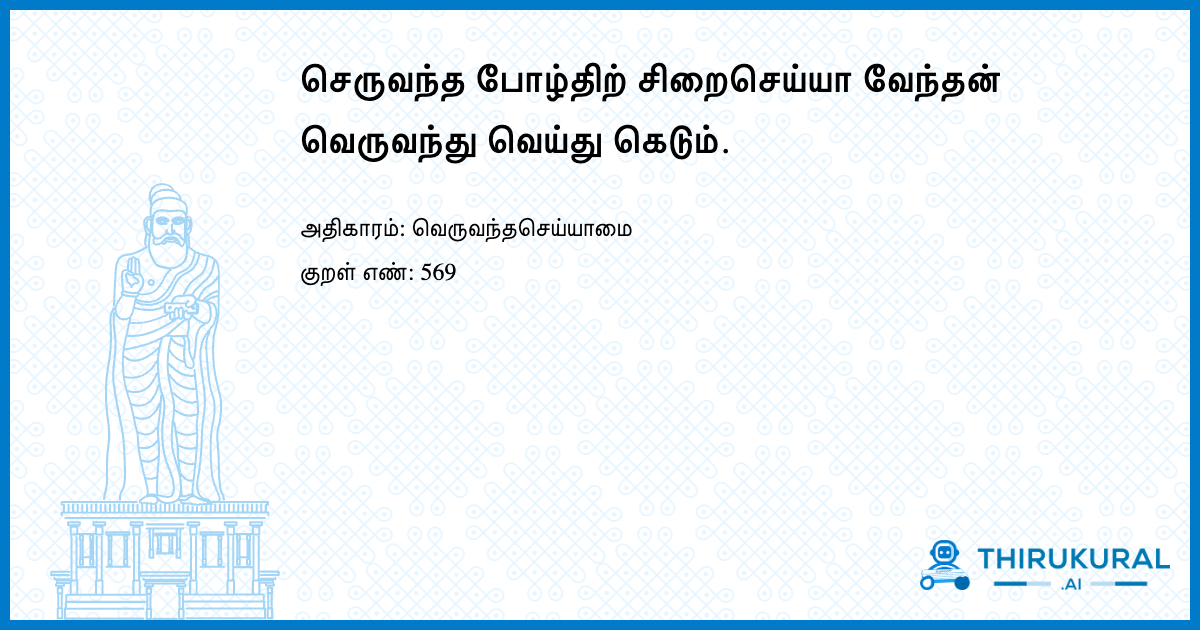 செருவந்த போழ்திற் சிறைசெய்யா வேந்தன்
வெருவந்து வெய்து கெடும்.
அதிகாரம்: வெருவந்தசெய்யாமை
குறள் எண்: 569
THIRUKURAL
.AI